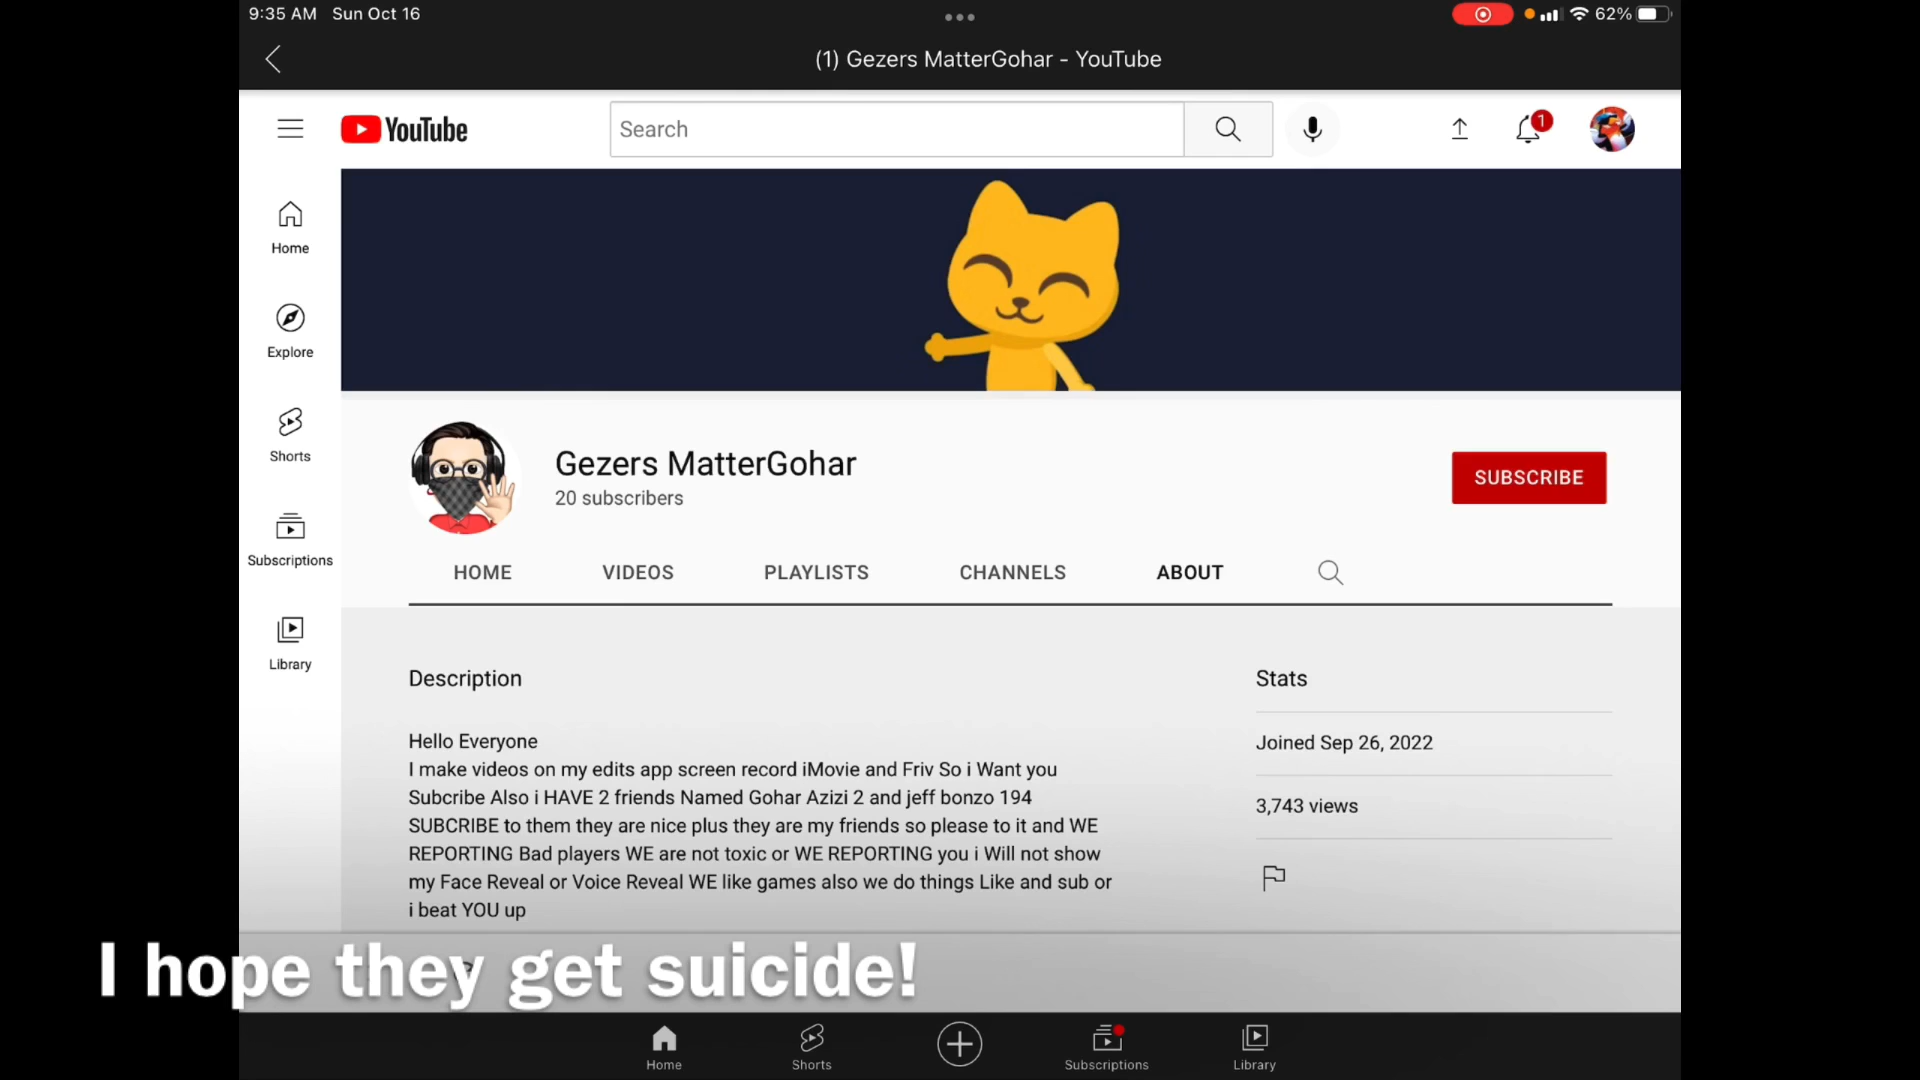 9:35 AM Sun Oct 16
62%
(1) Gezers MatterGohar - YouTube
YouTube
Search
1
Home
Explore
Shorts
Subscriptions
Library
Gezers MatterGohar
20 subscribers
SUBSCRIBE
HOME VIDEOS PLAYLISTS CHANNELS ABOUT
Description
Hello Everyone
I make videos on my edits app screen record iMovie and Friv So i Want you
Subcribe Also i HAVE 2 friends Named Gohar Azizi 2 and jeff bonzo 194
SUBCRIBE to them they are nice plus they are my friends so please to it and WE
REPORTING Bad players WE are not toxic or WE REPORTING you i Will not show
my Face Reveal or Voice Reveal WE like games also we do things Like and sub or
i beat YOU up
Stats
Joined Sep 26, 2022
3,743 views
I hope they get suicide!
Home Shorts Subscriptions Library